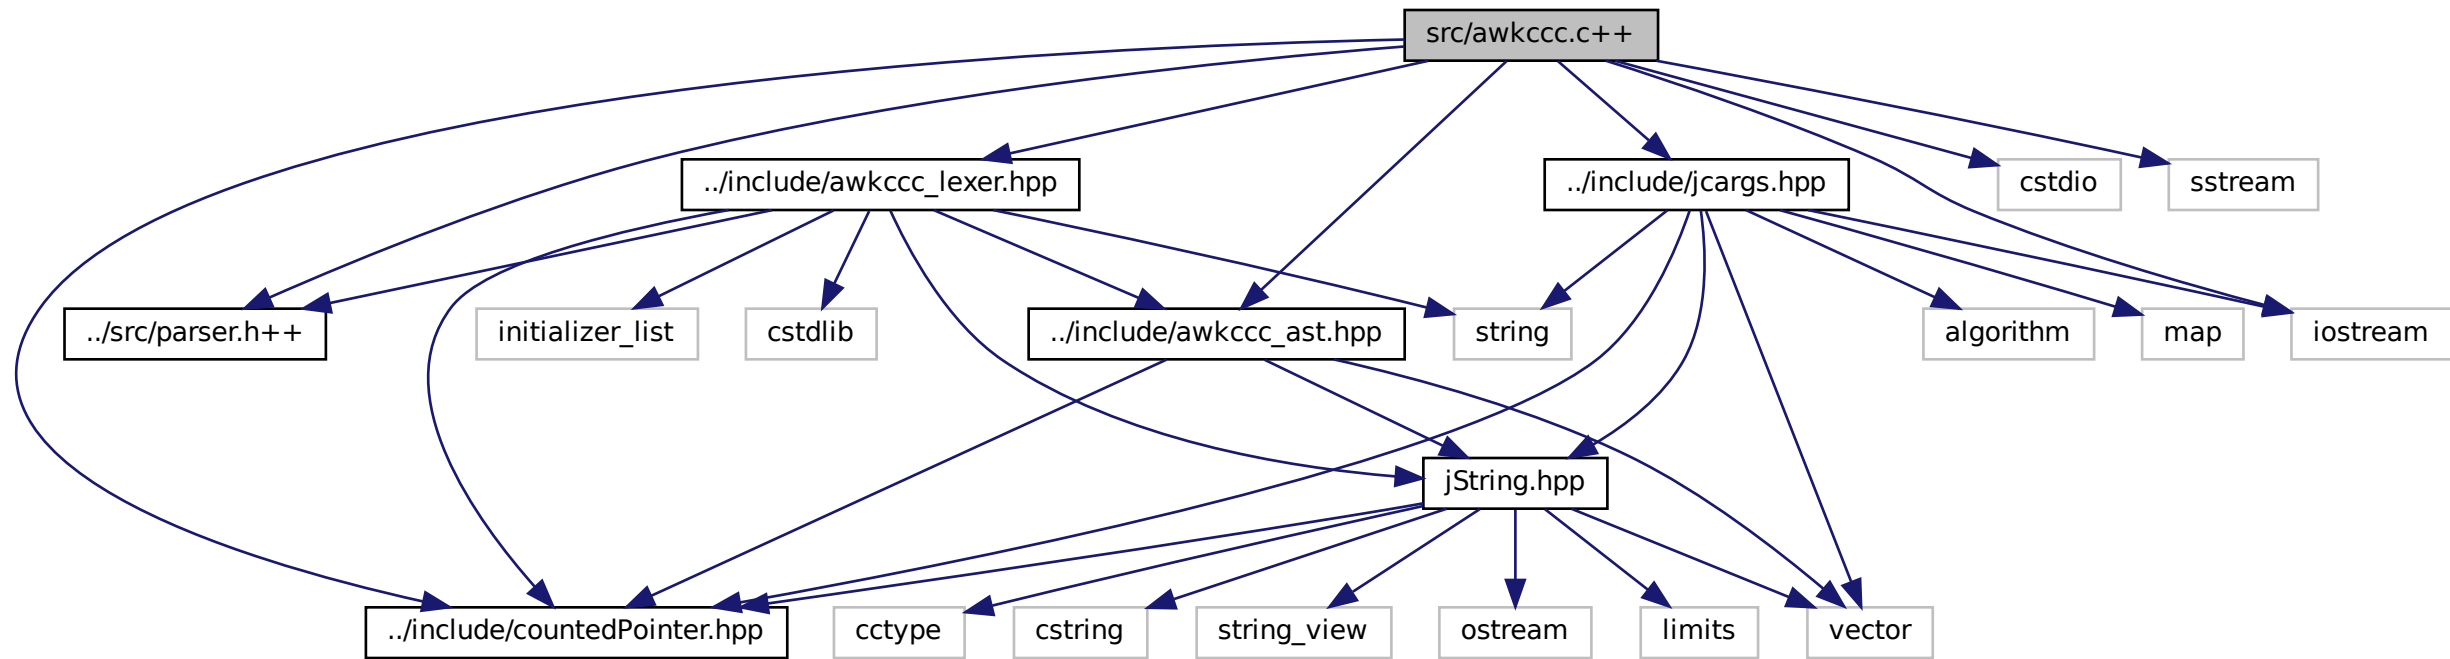 src/awkccc.c++
../include/awkccc_lexer.hpp
../include/jcargs.hpp
cstdio
sstream
../src/parser.h++
initializer_list
cstdlib
../include/awkccc_ast.hpp
string
algorithm
map
iostream
jString.hpp
../include/countedPointer.hpp
cctype
cstring
string_view
ostream
limits
vector